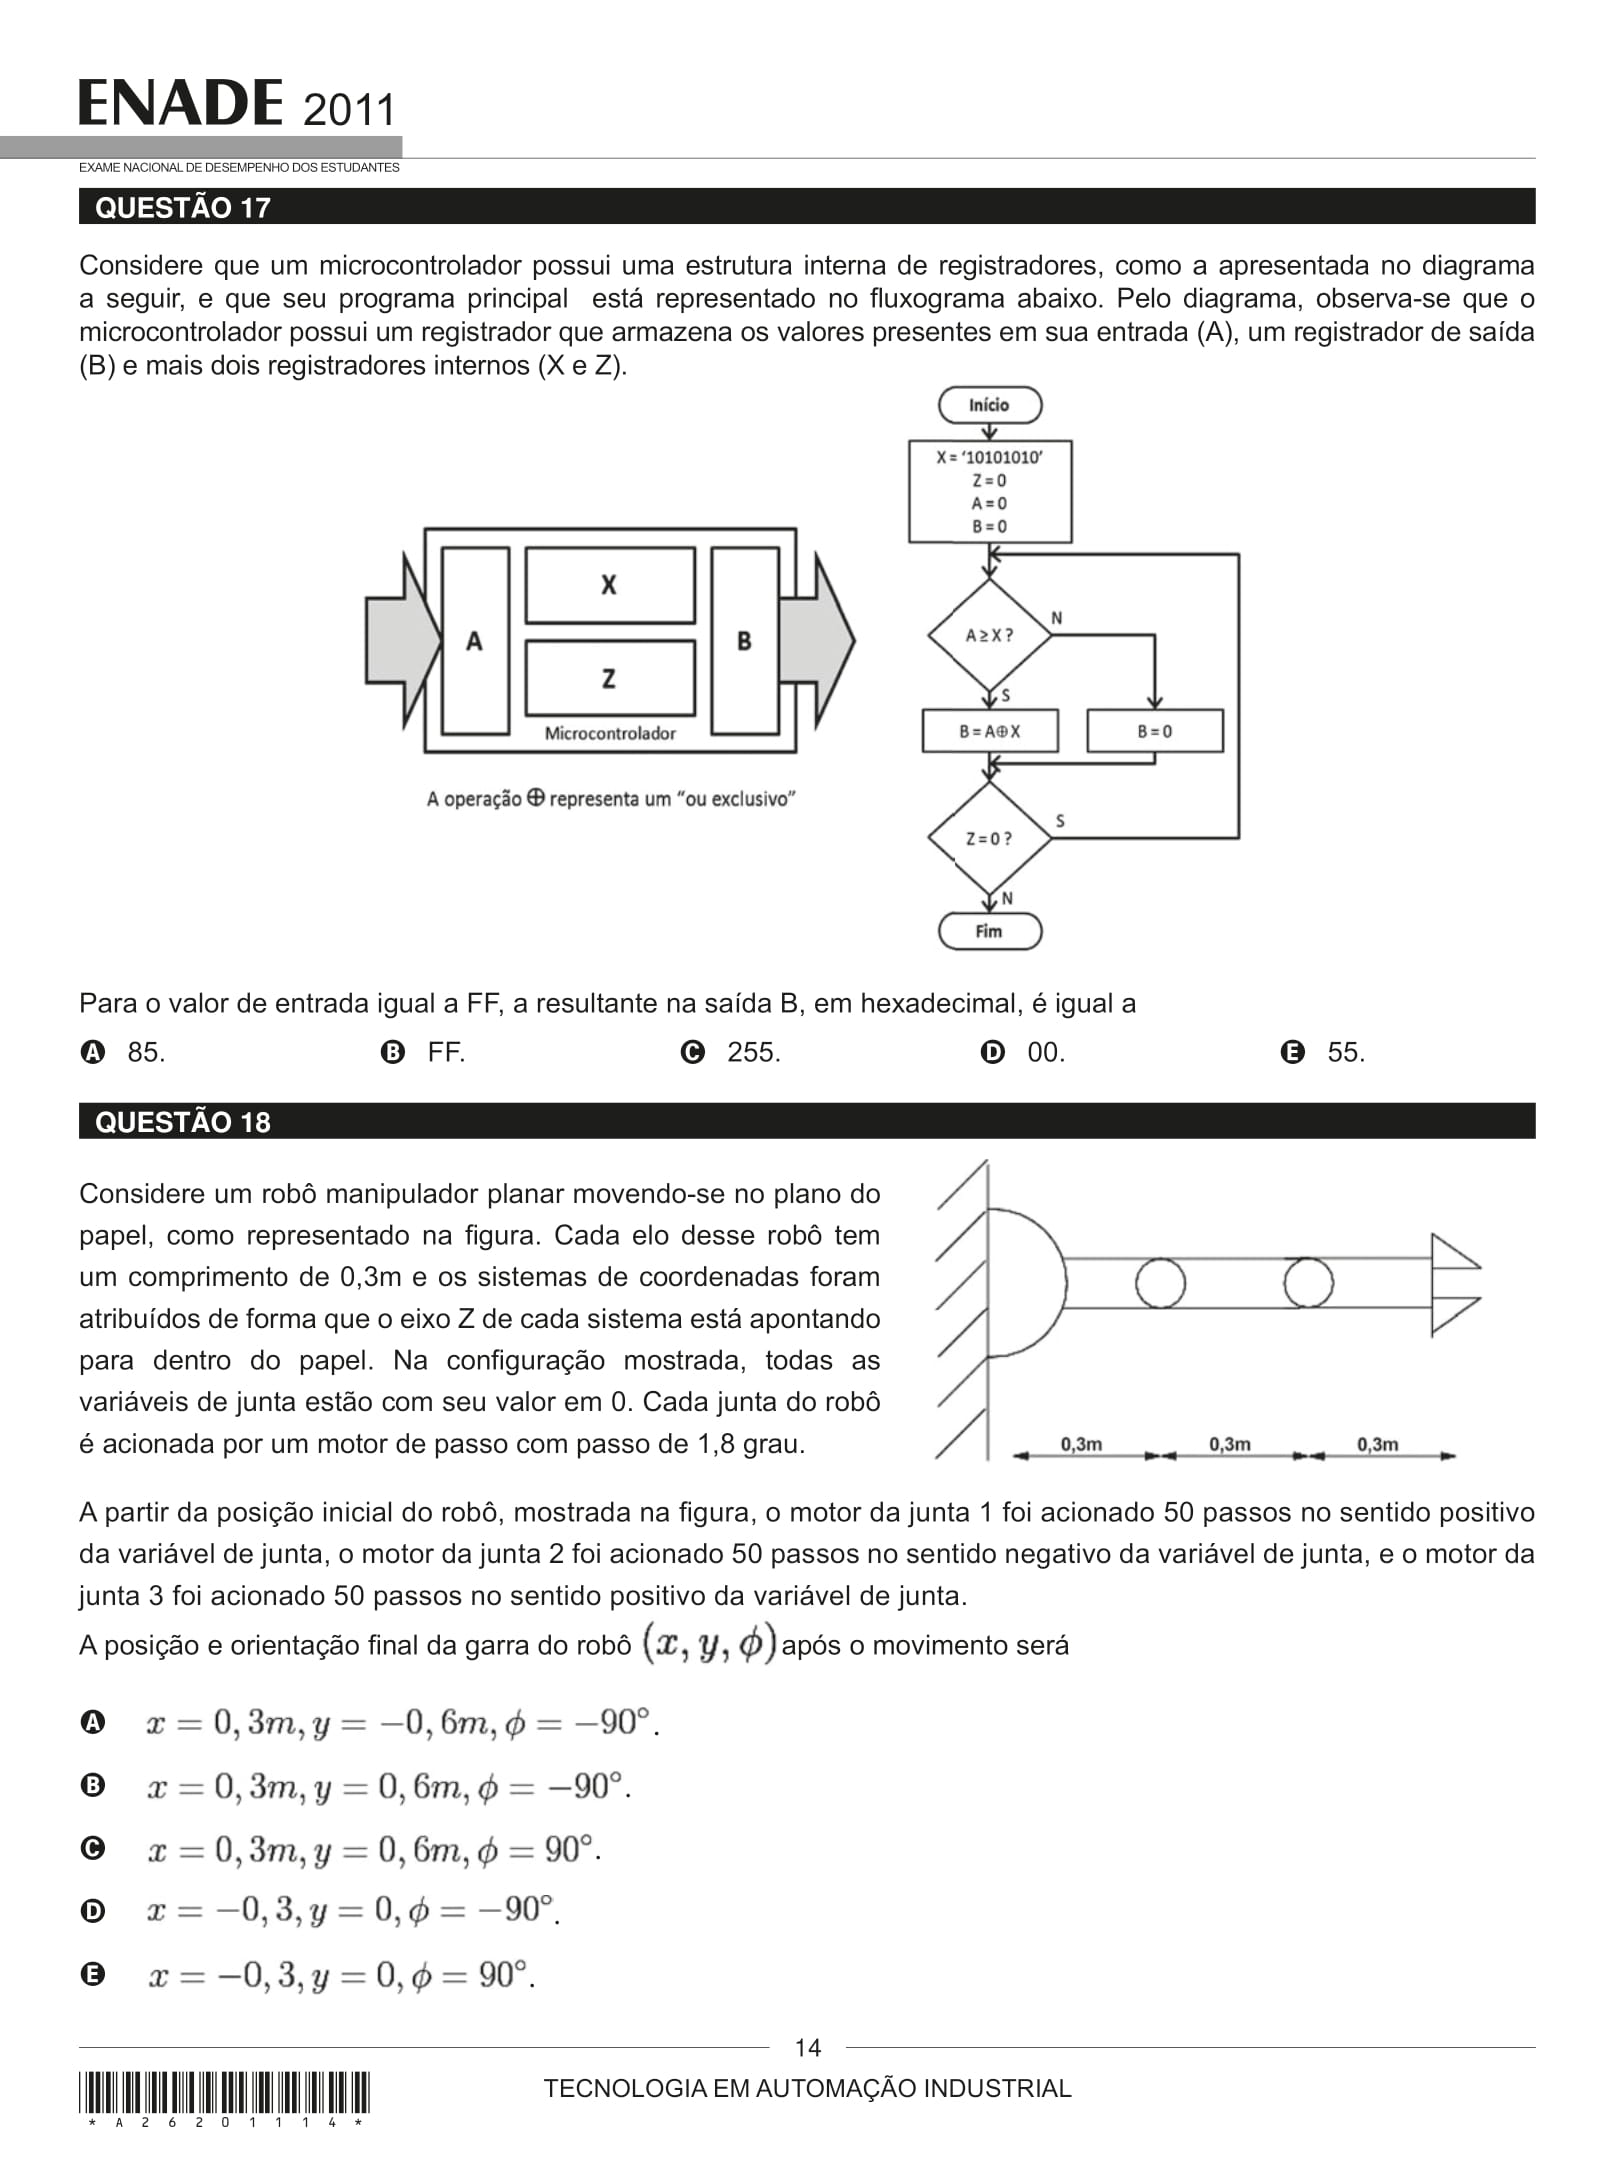 ENADE 2011
EXAME NACIONAL DE DESEMPENHO DOS ESTUDANTES
QUESTÃO 17
Considere que um microcontrolador possui uma estrutura interna de registradores, como a apresentada no diagrama
a seguir, e que seu programa principal está representado no fluxograma abaixo. Pelo diagrama, observa-se que o
microcontrolador possui um registrador que armazena os valores presentes em sua entrada (A), um registrador de saída
(B) e mais dois registradores internos (X e Z).
A
X
Z
B
Microcontrolador
A operação ⊕ representa um “ou exclusivo”
Início
X = ‘10101010’
Z = 0
A = 0
B = 0
A ≥ X ?
N
S
B = A⊕X
B = 0
Z = 0 ?
S
N
Fim
Para o valor de entrada igual a FF, a resultante na saída B, em hexadecimal, é igual a
A 85. B FF. C 255. D 00. E 55.
QUESTÃO 18
Considere um robô manipulador planar movendo-se no plano do
papel, como representado na figura. Cada elo desse robô tem
um comprimento de 0,3m e os sistemas de coordenadas foram
atribuídos de forma que o eixo Z de cada sistema está apontando
para dentro do papel. Na configuração mostrada, todas as
variáveis de junta estão com seu valor em 0. Cada junta do robô
é acionada por um motor de passo com passo de 1,8 grau.
0,3m 0,3m 0,3m
A partir da posição inicial do robô, mostrada na figura, o motor da junta 1 foi acionado 50 passos no sentido positivo
da variável de junta, o motor da junta 2 foi acionado 50 passos no sentido negativo da variável de junta, e o motor da
junta 3 foi acionado 50 passos no sentido positivo da variável de junta.
A posição e orientação final da garra do robô (x, y, ϕ) após o movimento será
A x = 0, 3m, y = −0, 6m, ϕ = −90°.
B x = 0, 3m, y = 0, 6m, ϕ = −90°.
C x = 0, 3m, y = 0, 6m, ϕ = 90°.
D x = −0, 3, y = 0, ϕ = −90°.
E x = −0, 3, y = 0, ϕ = 90°.
14
TECNOLOGIA EM AUTOMAÇÃO INDUSTRIAL
* A 2 6 2 0 1 1 1 4 *